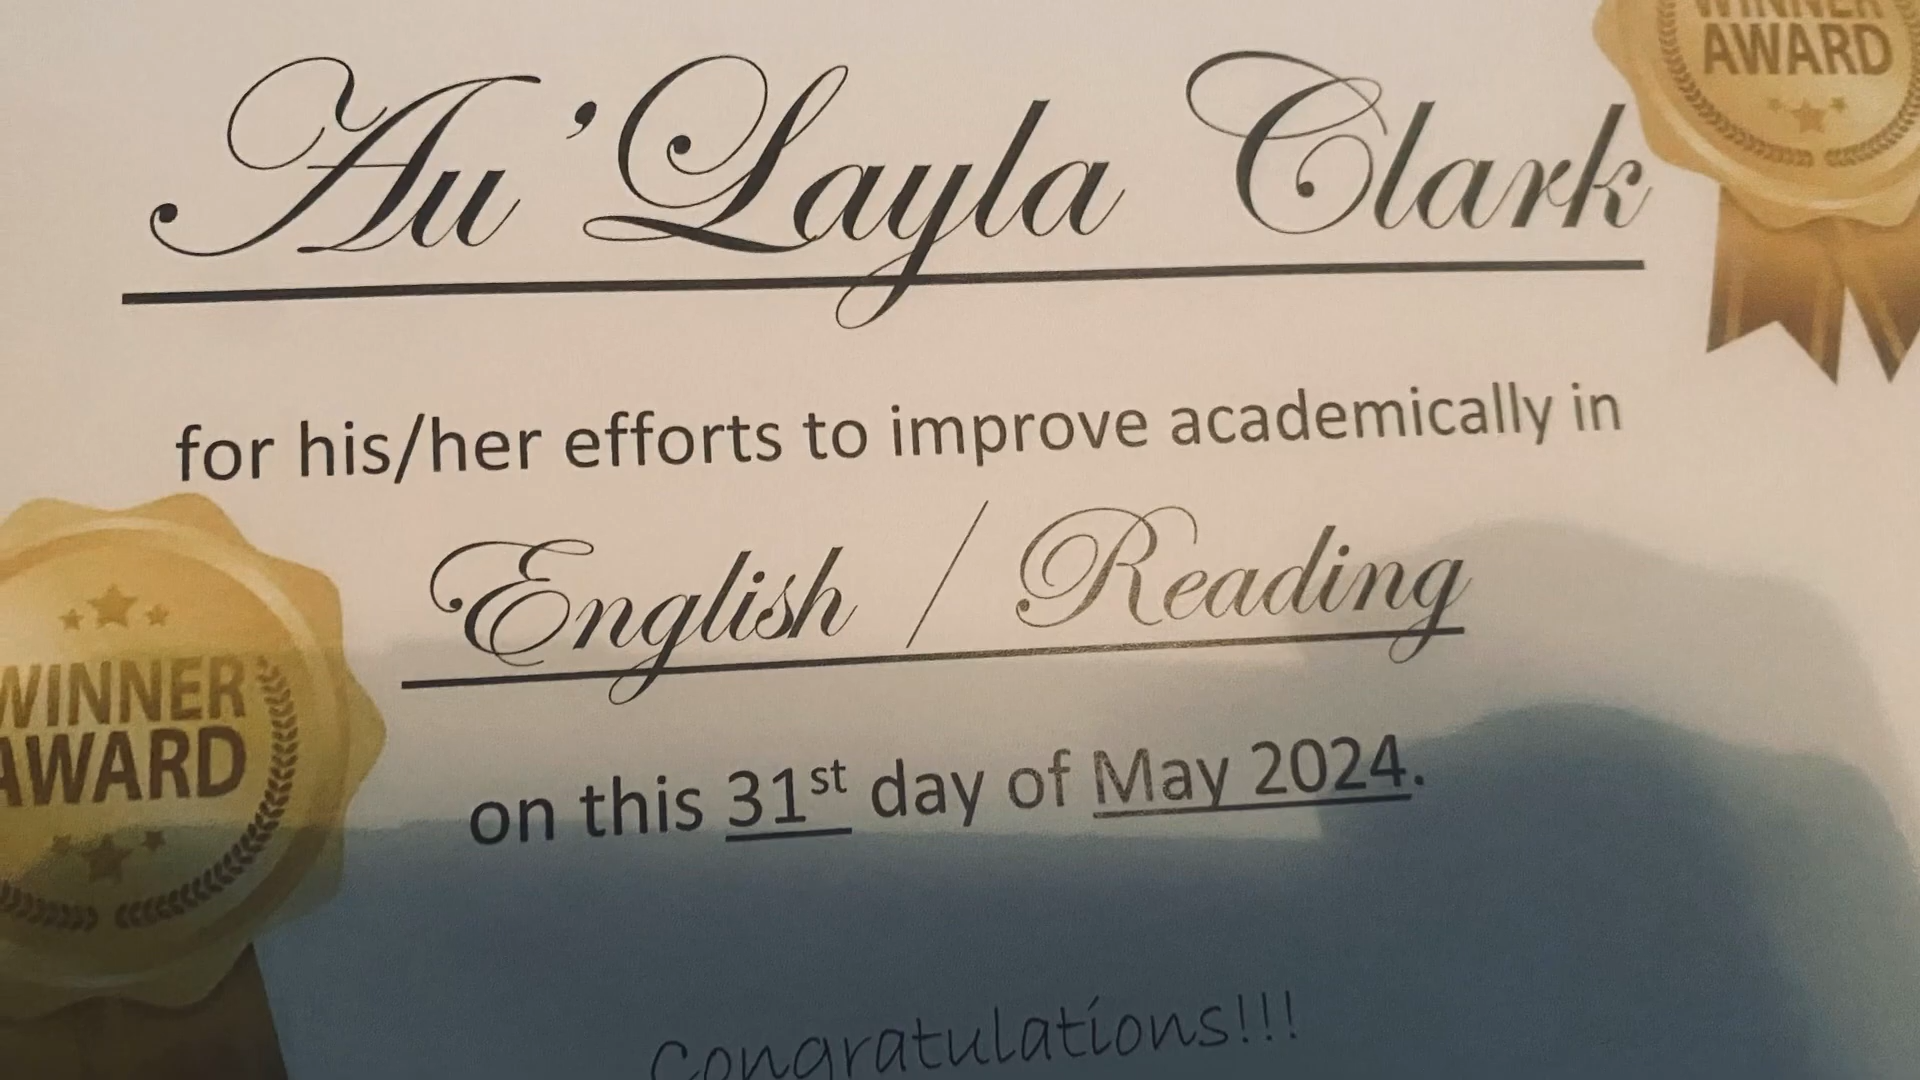 WINNER
AWARD
Au'Layla Clark
for his/her efforts to improve academically in
English / Reading
WINNER
AWARD
on this 31st day of May 2024.
Congratulations!!!